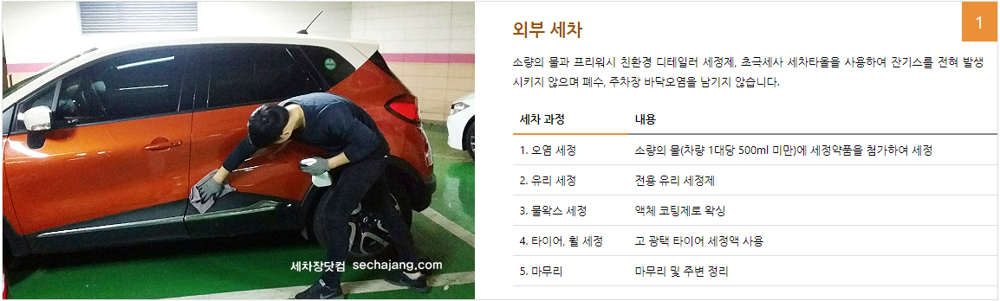 외부 세차
1
소량의 물과 프리워시 친환경 디테일러 세정제, 초극세사 세차타올을 사용하여 잔기스를 전혀 발생
시키지 않으며 폐수, 주차장 바닥오염을 남기지 않습니다.
세차 과정 내용
1. 오염 세정 소량의 물(차량 1대당 500ml 미만)에 세정약품을 첨가하여 세정
2. 유리 세정 전용 유리 세정제
3. 물왁스 세정 액체 코팅제로 왁싱
4. 타이어, 휠 세정 고 광택 타이어 세정액 사용
5. 마무리 마무리 및 주변 정리
세차장닷컴 sechajang.com